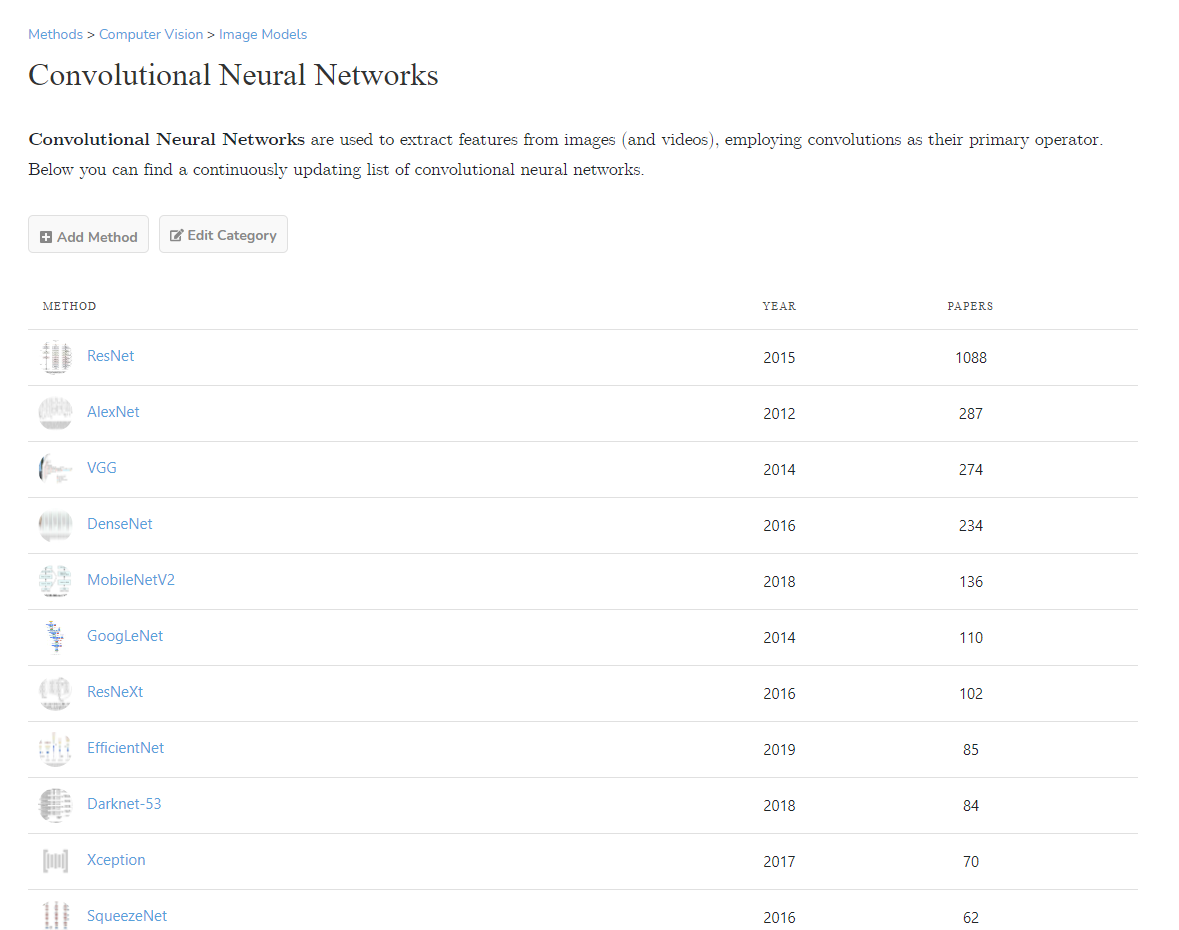 Methods > Computer Vision > Image Models
Convolutional Neural Networks
Convolutional Neural Networks are used to extract features from images (and videos), employing convolutions as their primary operator.
Below you can find a continuously updating list of convolutional neural networks.
Add Method Edit Category
METHOD YEAR PAPERS
ResNet 2015 1088
AlexNet 2012 287
VGG 2014 274
DenseNet 2016 234
MobileNetV2 2018 136
GoogLeNet 2014 110
ResNeXt 2016 102
EfficientNet 2019 85
Darknet-53 2018 84
Xception 2017 70
SqueezeNet 2016 62